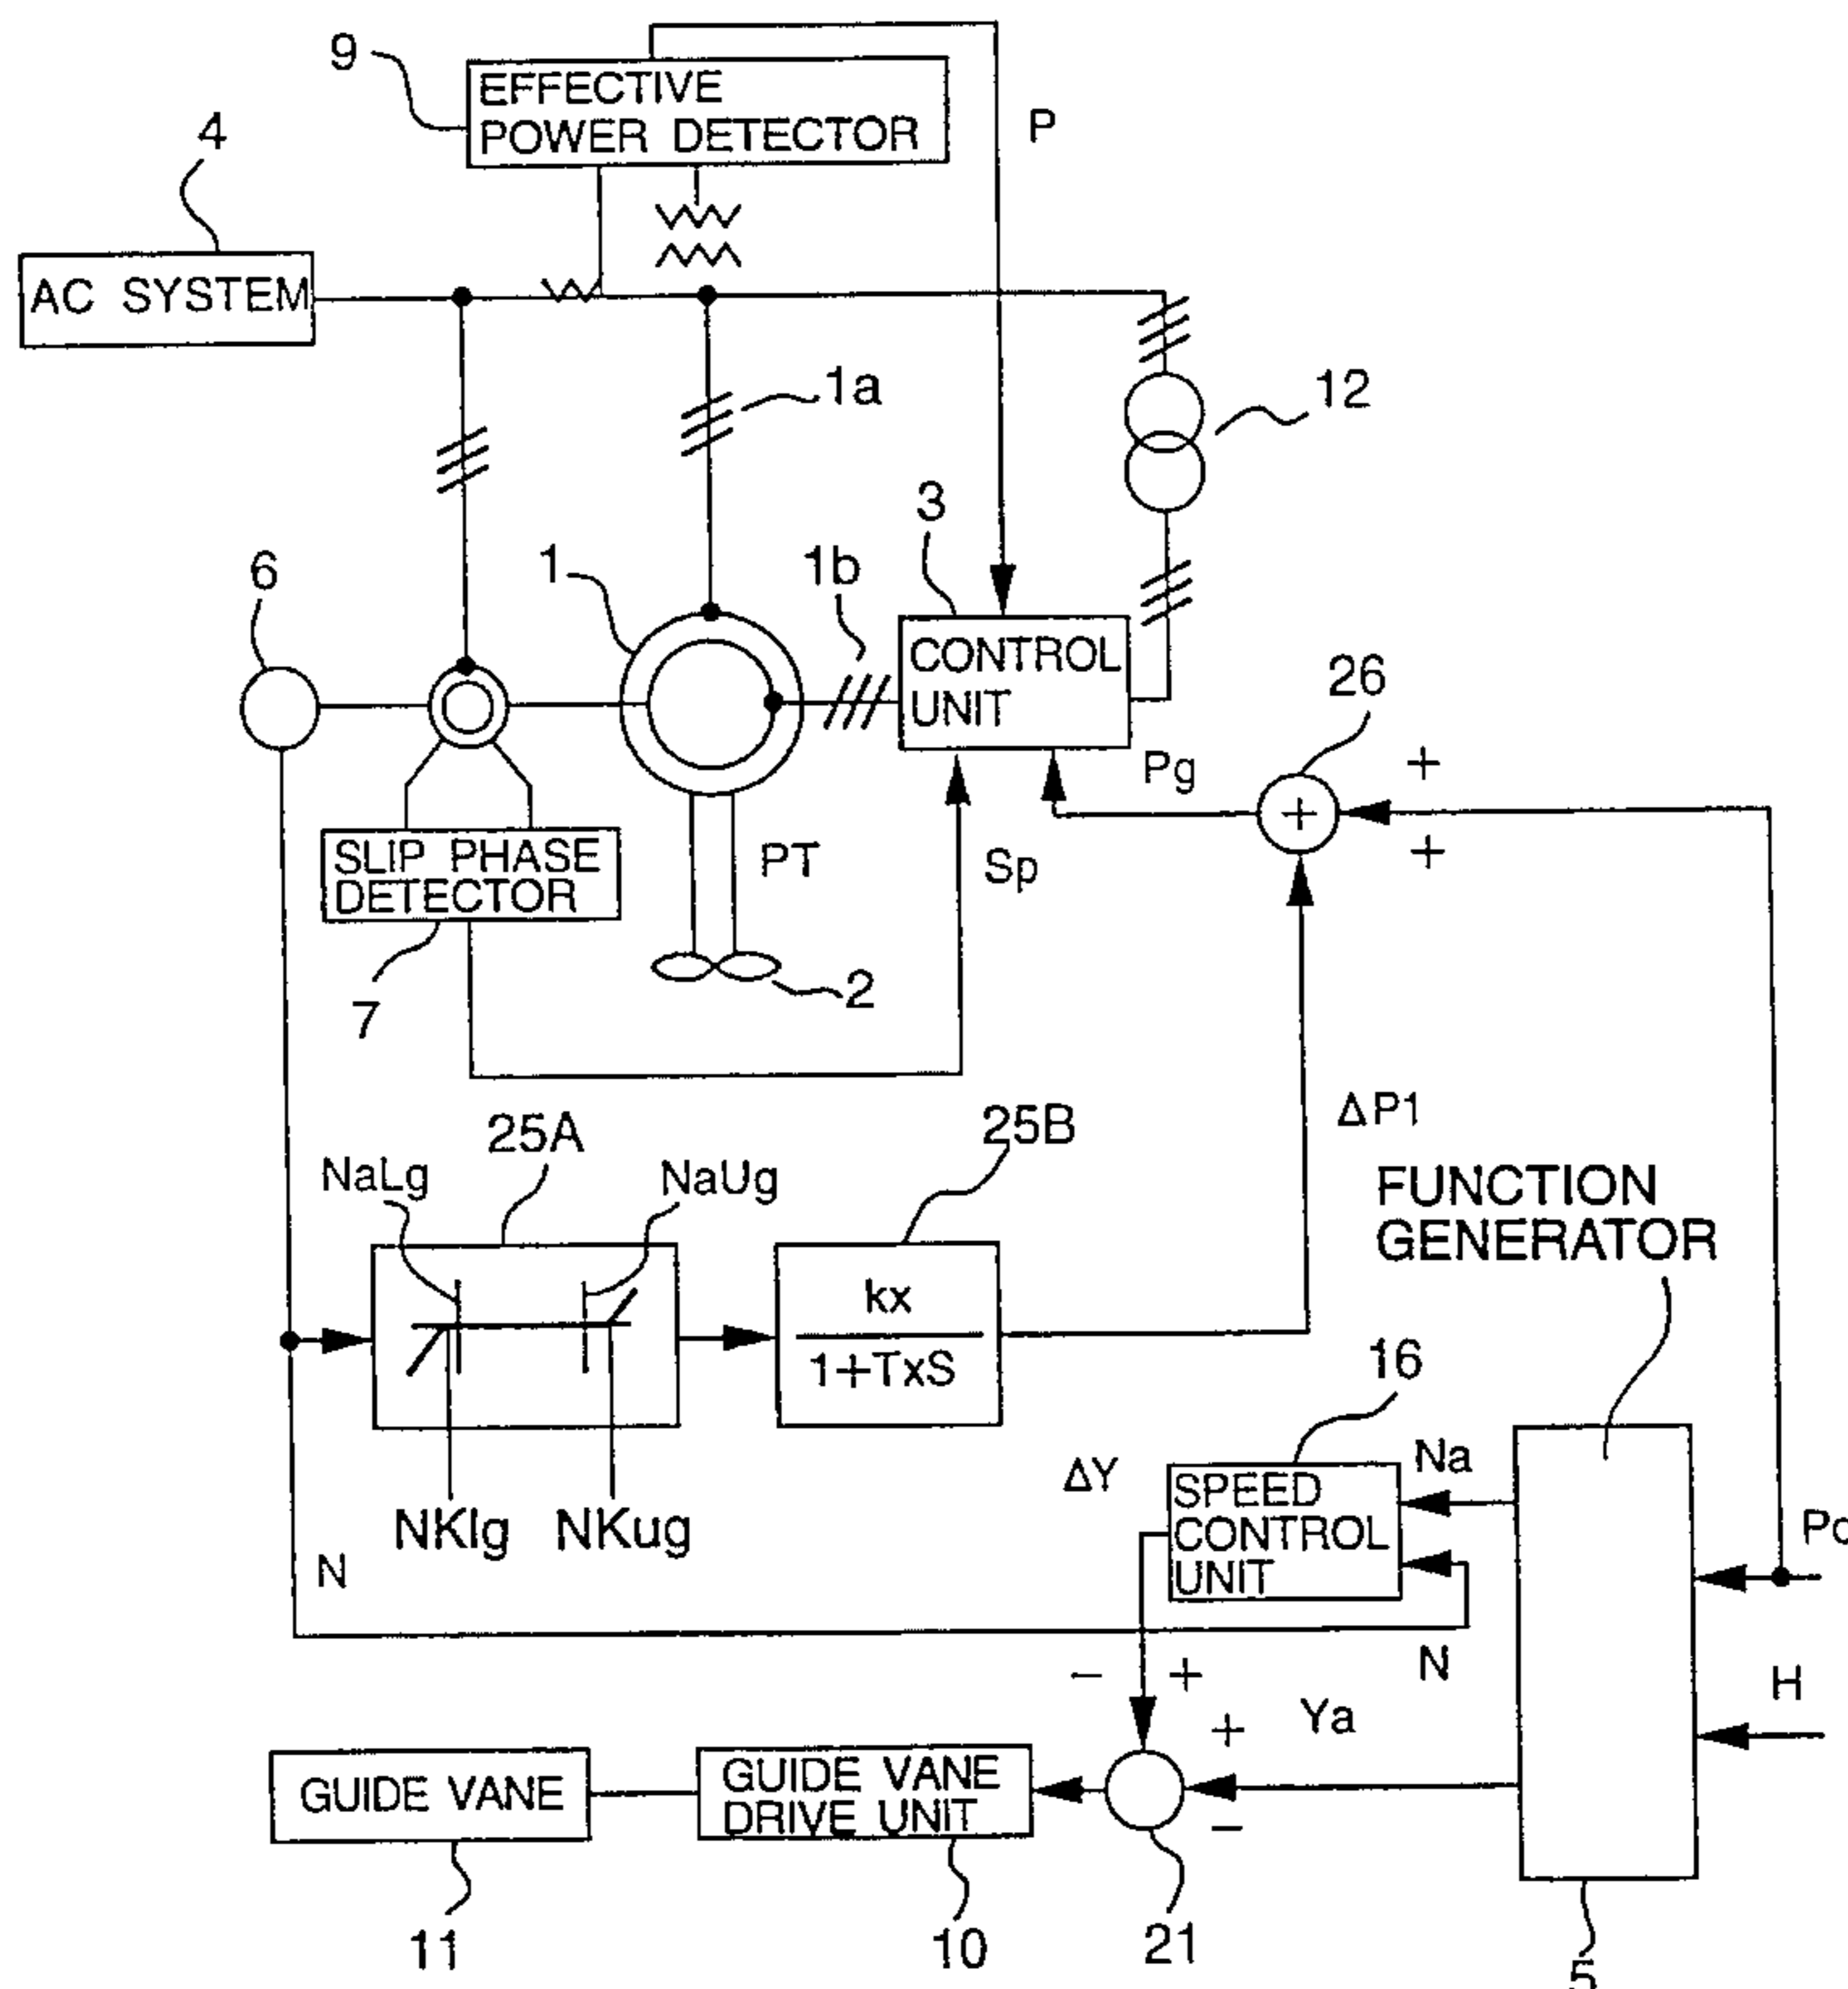 9
EFFECTIVE
POWER DETECTOR
P
4
AC SYSTEM
1a
12
3
6
1
1b
CONTROL
UNIT
26
Pg
+
+
+
SLIP PHASE
DETECTOR
PT
Sp
7
2
ΔP1
25A
25B
NaLg
NaUg
FUNCTION
GENERATOR
kx
1+TxS
16
ΔY
Na
SPEED
CONTROL
UNIT
NKlg
NKug
N
N
H
-
+
+
Ya
-
GUIDE VANE
GUIDE VANE
DRIVE UNIT
11
10
21
5